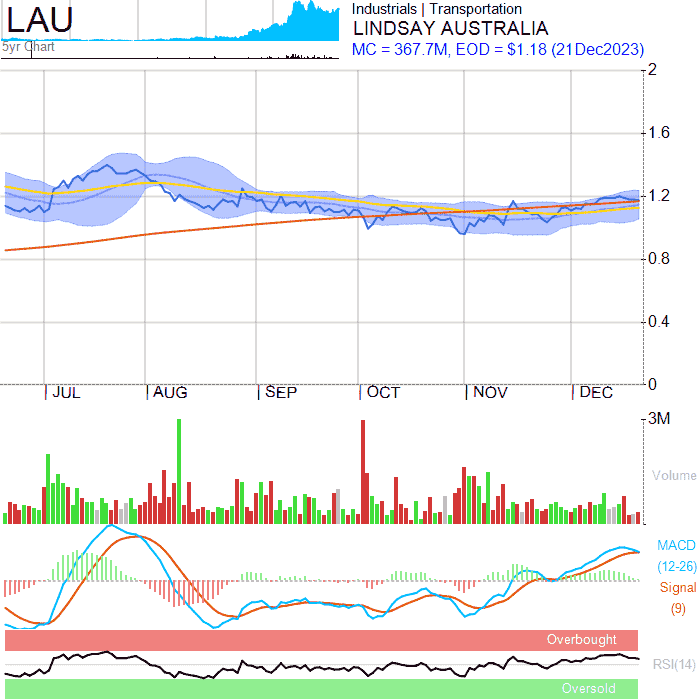 LAU
5yr Chart
Industrials | Transportation
LINDSAY AUSTRALIA
MC = 367.7M, EOD = $1.18 (21Dec2023)
2
1.6
1.2
0.8
0.4
0
JUL AUG SEP OCT NOV DEC
3M
Volume
MACD
(12-26)
Signal
(9)
Overbought
RSI(14)
Oversold